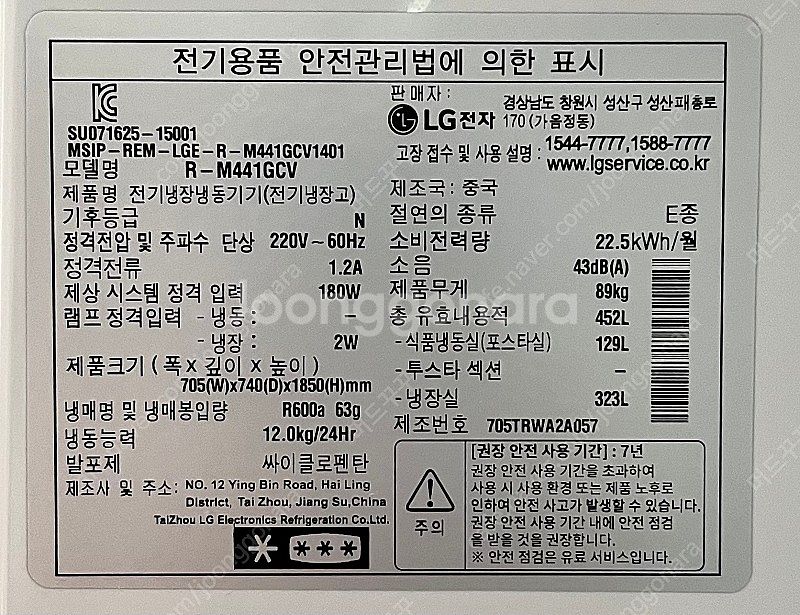 전기용품 안전관리법에 의한 표시
SU071625-15001
MSIP-REM-LGE-R-M441GCV1401
모델명 R-M441GCV
제품명 전기냉장냉동기기(전기냉장고)
기후등급 N
정격전압 및 주파수 단상 220V~60Hz
정격전류 1.2A
제상 시스템 정격 입력 180W
램프 정격입력 - 냉동 : -
- 냉장 : 2W
제품크기 ( 폭 x 깊이 x 높이 )
705(W)x740(D)x1850(H)mm
냉매명 및 냉매봉입량 R600a 63g
냉동능력 12.0kg/24Hr
발포제 싸이클로펜탄
제조사 및 주소: NO. 12 Ying Bin Road, Hai Ling
District, Tai Zhou, Jiang Su,China
TaiZhou LG Electronics Refrigeration Co.Ltd.
판매자 :
LG전자 경상남도 창원시 성산구 성산패총로
170 (가음정동)
고장 접수 및 사용 설명 : 1544-7777,1588-7777
www.lgservice.co.kr
제조국: 중국
절연의 종류 E종
소비전력량 22.5kWh/월
소음 43dB(A)
제품무게 89kg
총 유효내용적 452L
- 식품냉동실(포스타실) 129L
- 투스타 섹션 -
- 냉장실 323L
제조번호 705TRWA2A057
주의
[권장 안전 사용 기간] : 7년
권장 안전 사용 기간을 초과하여
사용 시 사용 환경 또는 제품 노후로
인하여 안전 사고가 발생할 수 있습니다.
권장 안전 사용 기간 내에 안전 점검
을 받을 것을 권장합니다.
※ 안전 점검은 유료 서비스입니다.
joonggonara